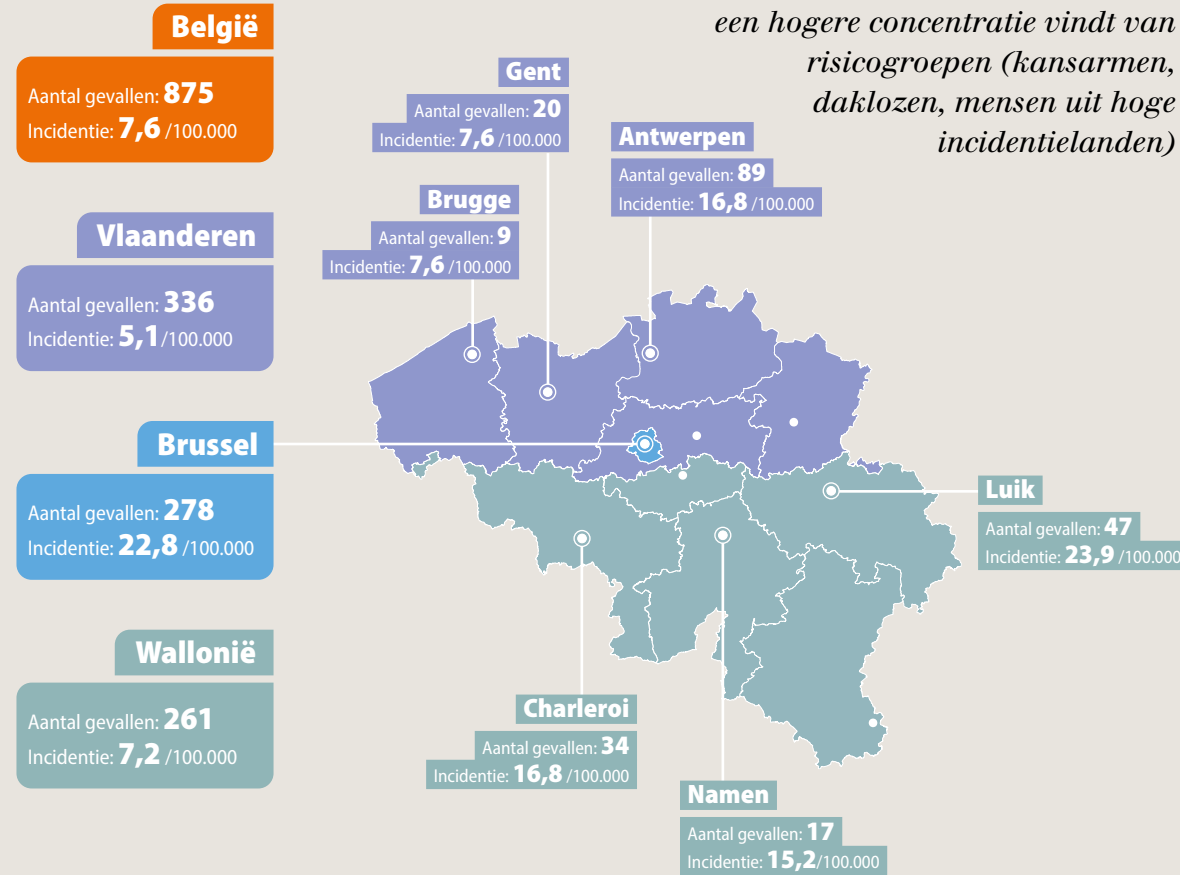 een hogere concentratie vindt van
risicogroepen (kansarmen,
daklozen, mensen uit hoge
incidentielanden)
België
Aantal gevallen: 875
Incidentie: 7,6 /100.000
Vlaanderen
Aantal gevallen: 336
Incidentie: 5,1/100.000
Brussel
Aantal gevallen: 278
Incidentie: 22,8 /100.000
Wallonië
Aantal gevallen: 261
Incidentie: 7,2 /100.000
Gent
Aantal gevallen: 20
Incidentie: 7,6 /100.000
Antwerpen
Aantal gevallen: 89
Incidentie: 16,8 /100.000
Brugge
Aantal gevallen: 9
Incidentie: 7,6 /100.000
Luik
Aantal gevallen: 47
Incidentie: 23,9 /100.000
Charleroi
Aantal gevallen: 34
Incidentie: 16,8 /100.000
Namen
Aantal gevallen: 17
Incidentie: 15,2/100.000